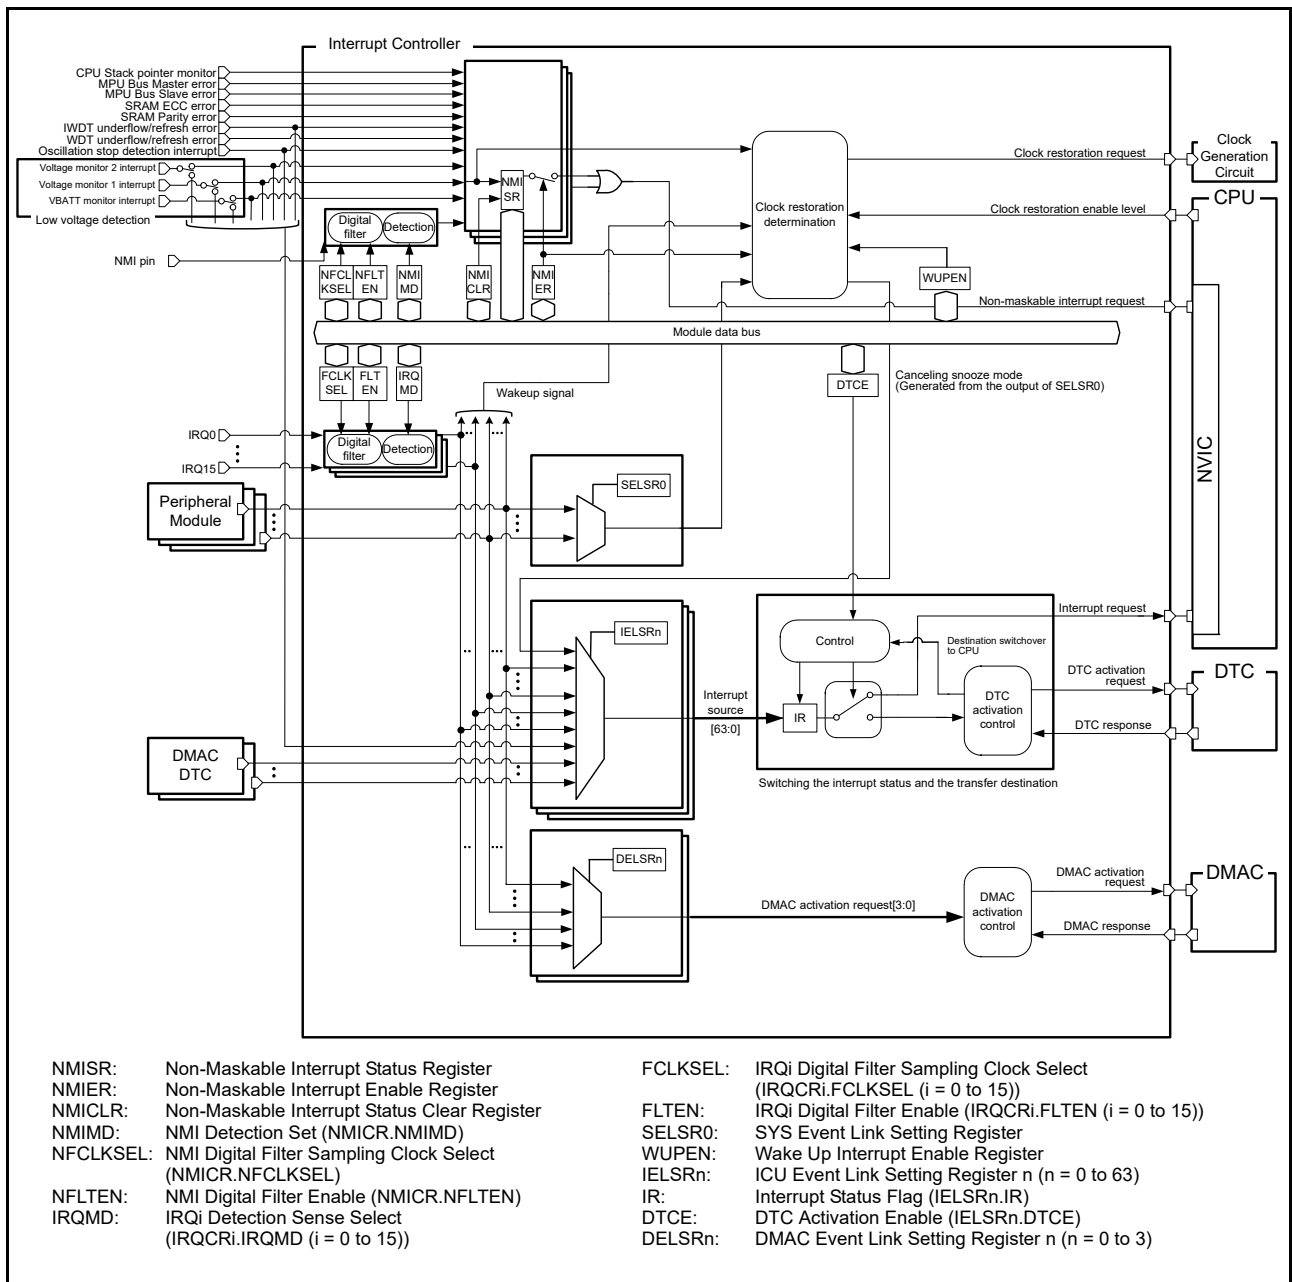 Interrupt Controller
CPU Stack pointer monitor
MPU Bus Master error
MPU Bus Slave error
SRAM ECC error
SRAM Parity error
IWDT underflow/refresh error
WDT underflow/refresh error
Oscillation stop detection interrupt
Voltage monitor 2 interrupt
Voltage monitor 1 interrupt
VBATT monitor interrupt
Low voltage detection
NMI pin
Digital
filter
Detection
NMI
SR
NFCL
KSEL
NFLT
EN
NMI
MD
NMI
CLR
NMI
ER
Clock restoration
determination
WUPEN
Clock restoration request
Clock restoration enable level
Non-maskable interrupt request
Clock
Generation
Circuit
CPU
NVIC
Module data bus
FCLK
SEL
FLT
EN
IRQ
MD
Wakeup signal
DTCE
Canceling snooze mode
(Generated from the output of SELSR0)
IRQ0
IRQ15
Digital
filter
Detection
Peripheral
Module
SELSR0
IELSRn
Interrupt
source
[63:0]
Control
IR
Destination switchover
to CPU
DTC
activation
control
Interrupt request
DTC activation
request
DTC response
DTC
Switching the interrupt status and the transfer destination
DMAC
DTC
DELSRn
DMAC activation request[3:0]
DMAC
activation
control
DMAC activation
request
DMAC response
DMAC
NMISR: Non-Maskable Interrupt Status Register
NMIER: Non-Maskable Interrupt Enable Register
NMICLR: Non-Maskable Interrupt Status Clear Register
NMIMD: NMI Detection Set (NMICR.NMIMD)
NFCLKSEL: NMI Digital Filter Sampling Clock Select
(NMICR.NFCLKSEL)
NFLTEN: NMI Digital Filter Enable (NMICR.NFLTEN)
IRQMD: IRQi Detection Sense Select
(IRQCRi.IRQMD (i = 0 to 15))
FCLKSEL: IRQi Digital Filter Sampling Clock Select
(IRQCRi.FCLKSEL (i = 0 to 15))
FLTEN: IRQi Digital Filter Enable (IRQCRi.FLTEN (i = 0 to 15))
SELSR0: SYS Event Link Setting Register
WUPEN: Wake Up Interrupt Enable Register
IELSRn: ICU Event Link Setting Register n (n = 0 to 63)
IR: Interrupt Status Flag (IELSRn.IR)
DTCE: DTC Activation Enable (IELSRn.DTCE)
DELSRn: DMAC Event Link Setting Register n (n = 0 to 3)